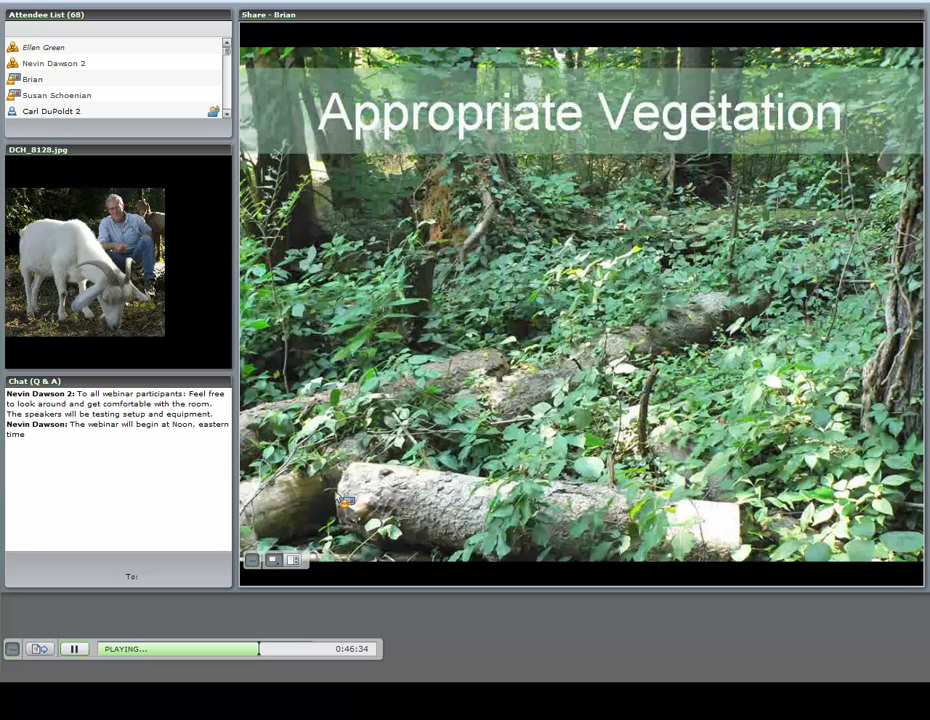 Attendee List (68)
Ellen Green
Nevin Dawson 2
Brian
Susan Schoenian
Carl DuPoldt 2
DCH_8128.jpg
Chat (Q & A)
Nevin Dawson 2: To all webinar participants: Feel free
to look around and get comfortable with the room.
The speakers will be testing setup and equipment.
Nevin Dawson: The webinar will begin at Noon, eastern
time
To:
Share - Brian
Appropriate Vegetation
PLAYING...
0:46:34